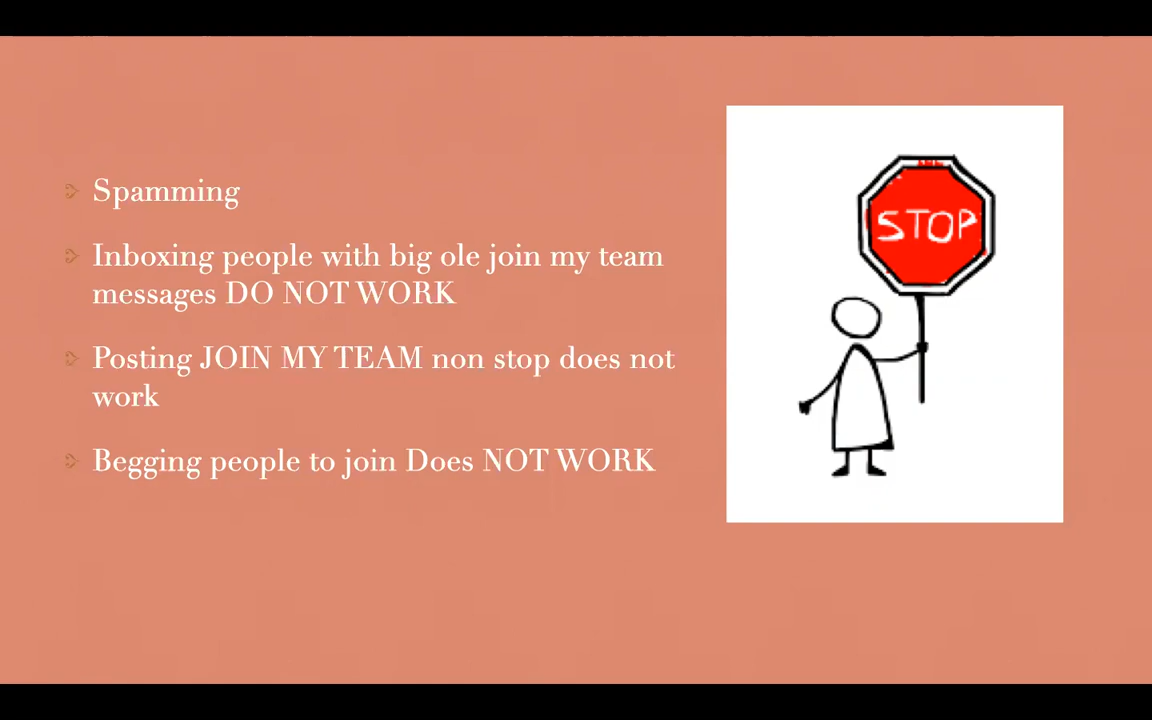 Spamming
Inboxing people with big ole join my team
messages DO NOT WORK
Posting JOIN MY TEAM non stop does not
work
Begging people to join Does NOT WORK
STOP